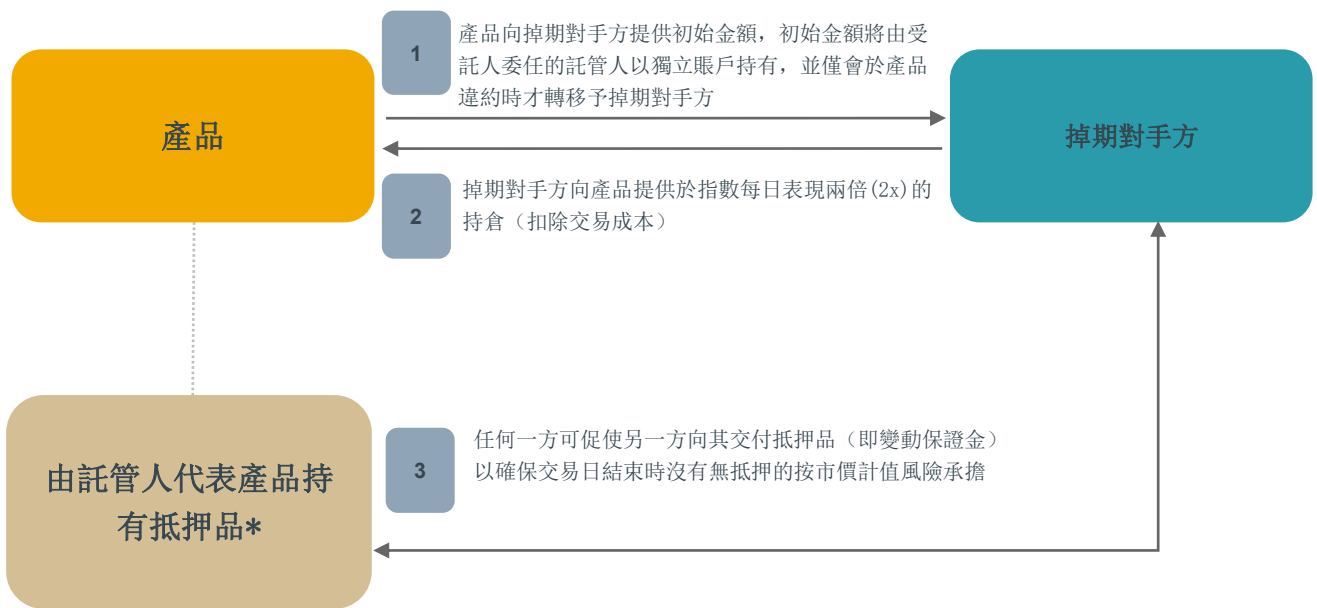 1
產品向掉期對手方提供初始金額，初始金額將由受
託人委任的託管人以獨立賬戶持有，並僅會於產品
違約時才轉移予掉期對手方
產品
掉期對手方
2
掉期對手方向產品提供於指數每日表現兩倍(2x)的
持倉（扣除交易成本）
3
任何一方可促使另一方向其交付抵押品（即變動保證金）
以確保交易日結束時沒有無抵押的按市價計值風險承擔
由託管人代表產品持
有抵押品*